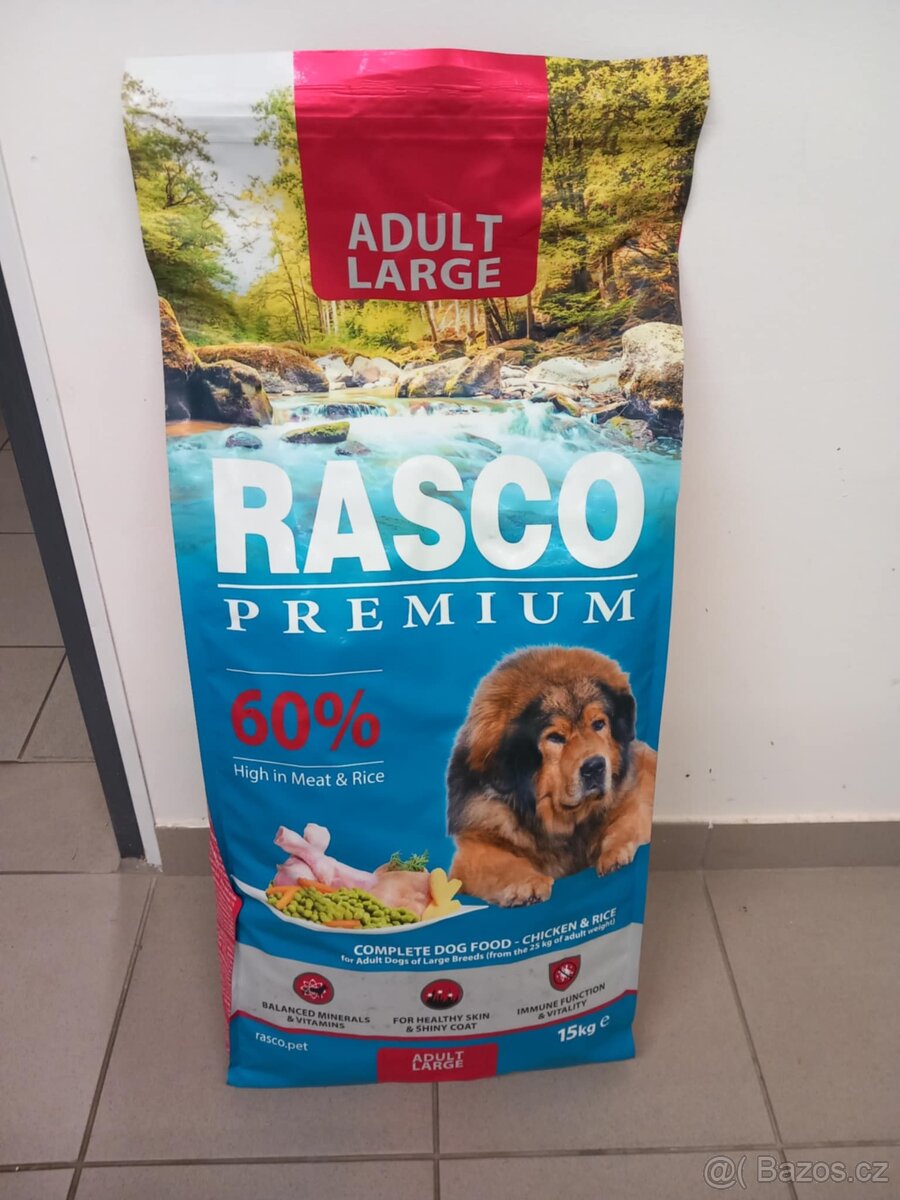 ADULT
LARGE
RASCO
PREMIUM
60%
High in Meat & Rice
COMPLETE DOG FOOD - CHICKEN & RICE
for Adult Dogs of Large Breeds (from the 25 kg of adult weight)
BALANCED MINERALS
& VITAMINS
FOR HEALTHY SKIN
& SHINY COAT
IMMUNE FUNCTION
& VITALITY
rasco.pet
15kg e
ADULT
LARGE
@( Bazos.cz